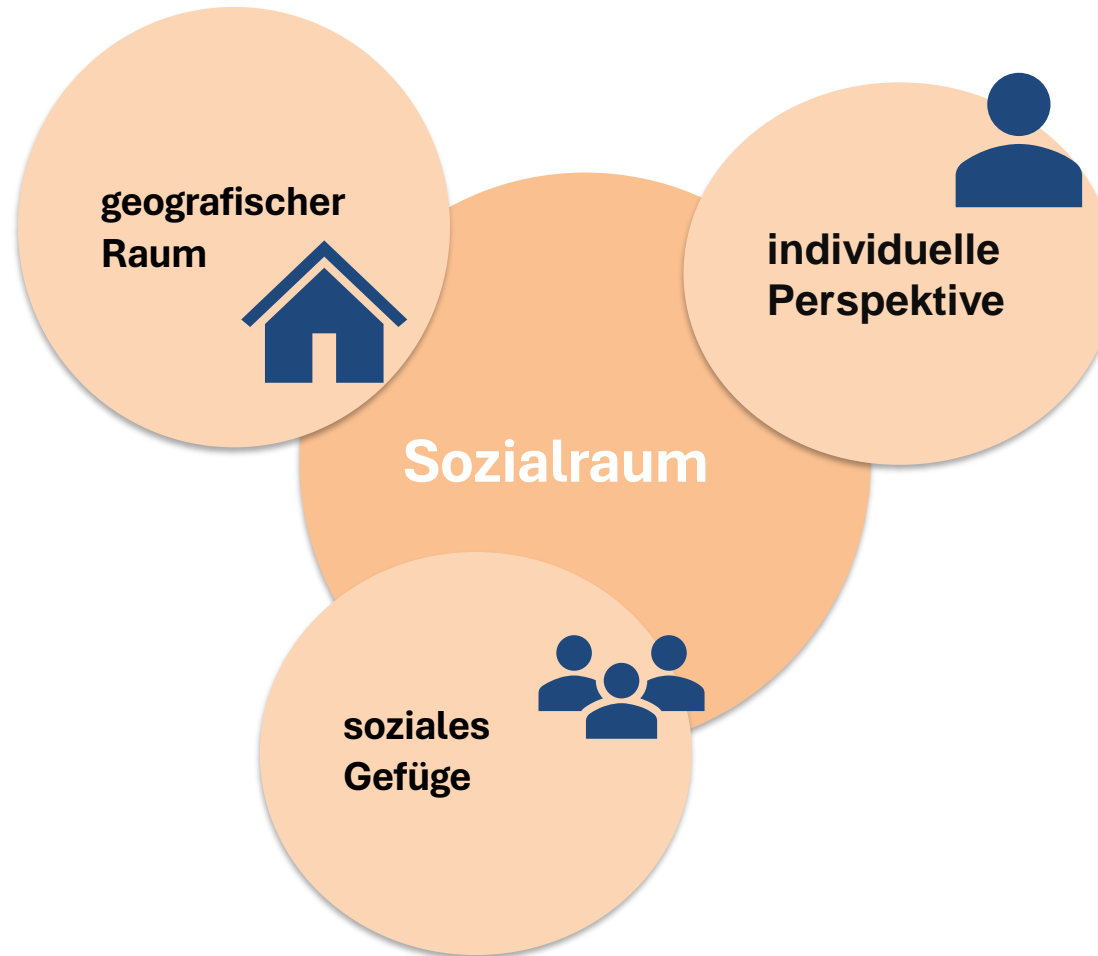 geografischer
Raum
individuelle
Perspektive
Sozialraum
soziales
Gefüge